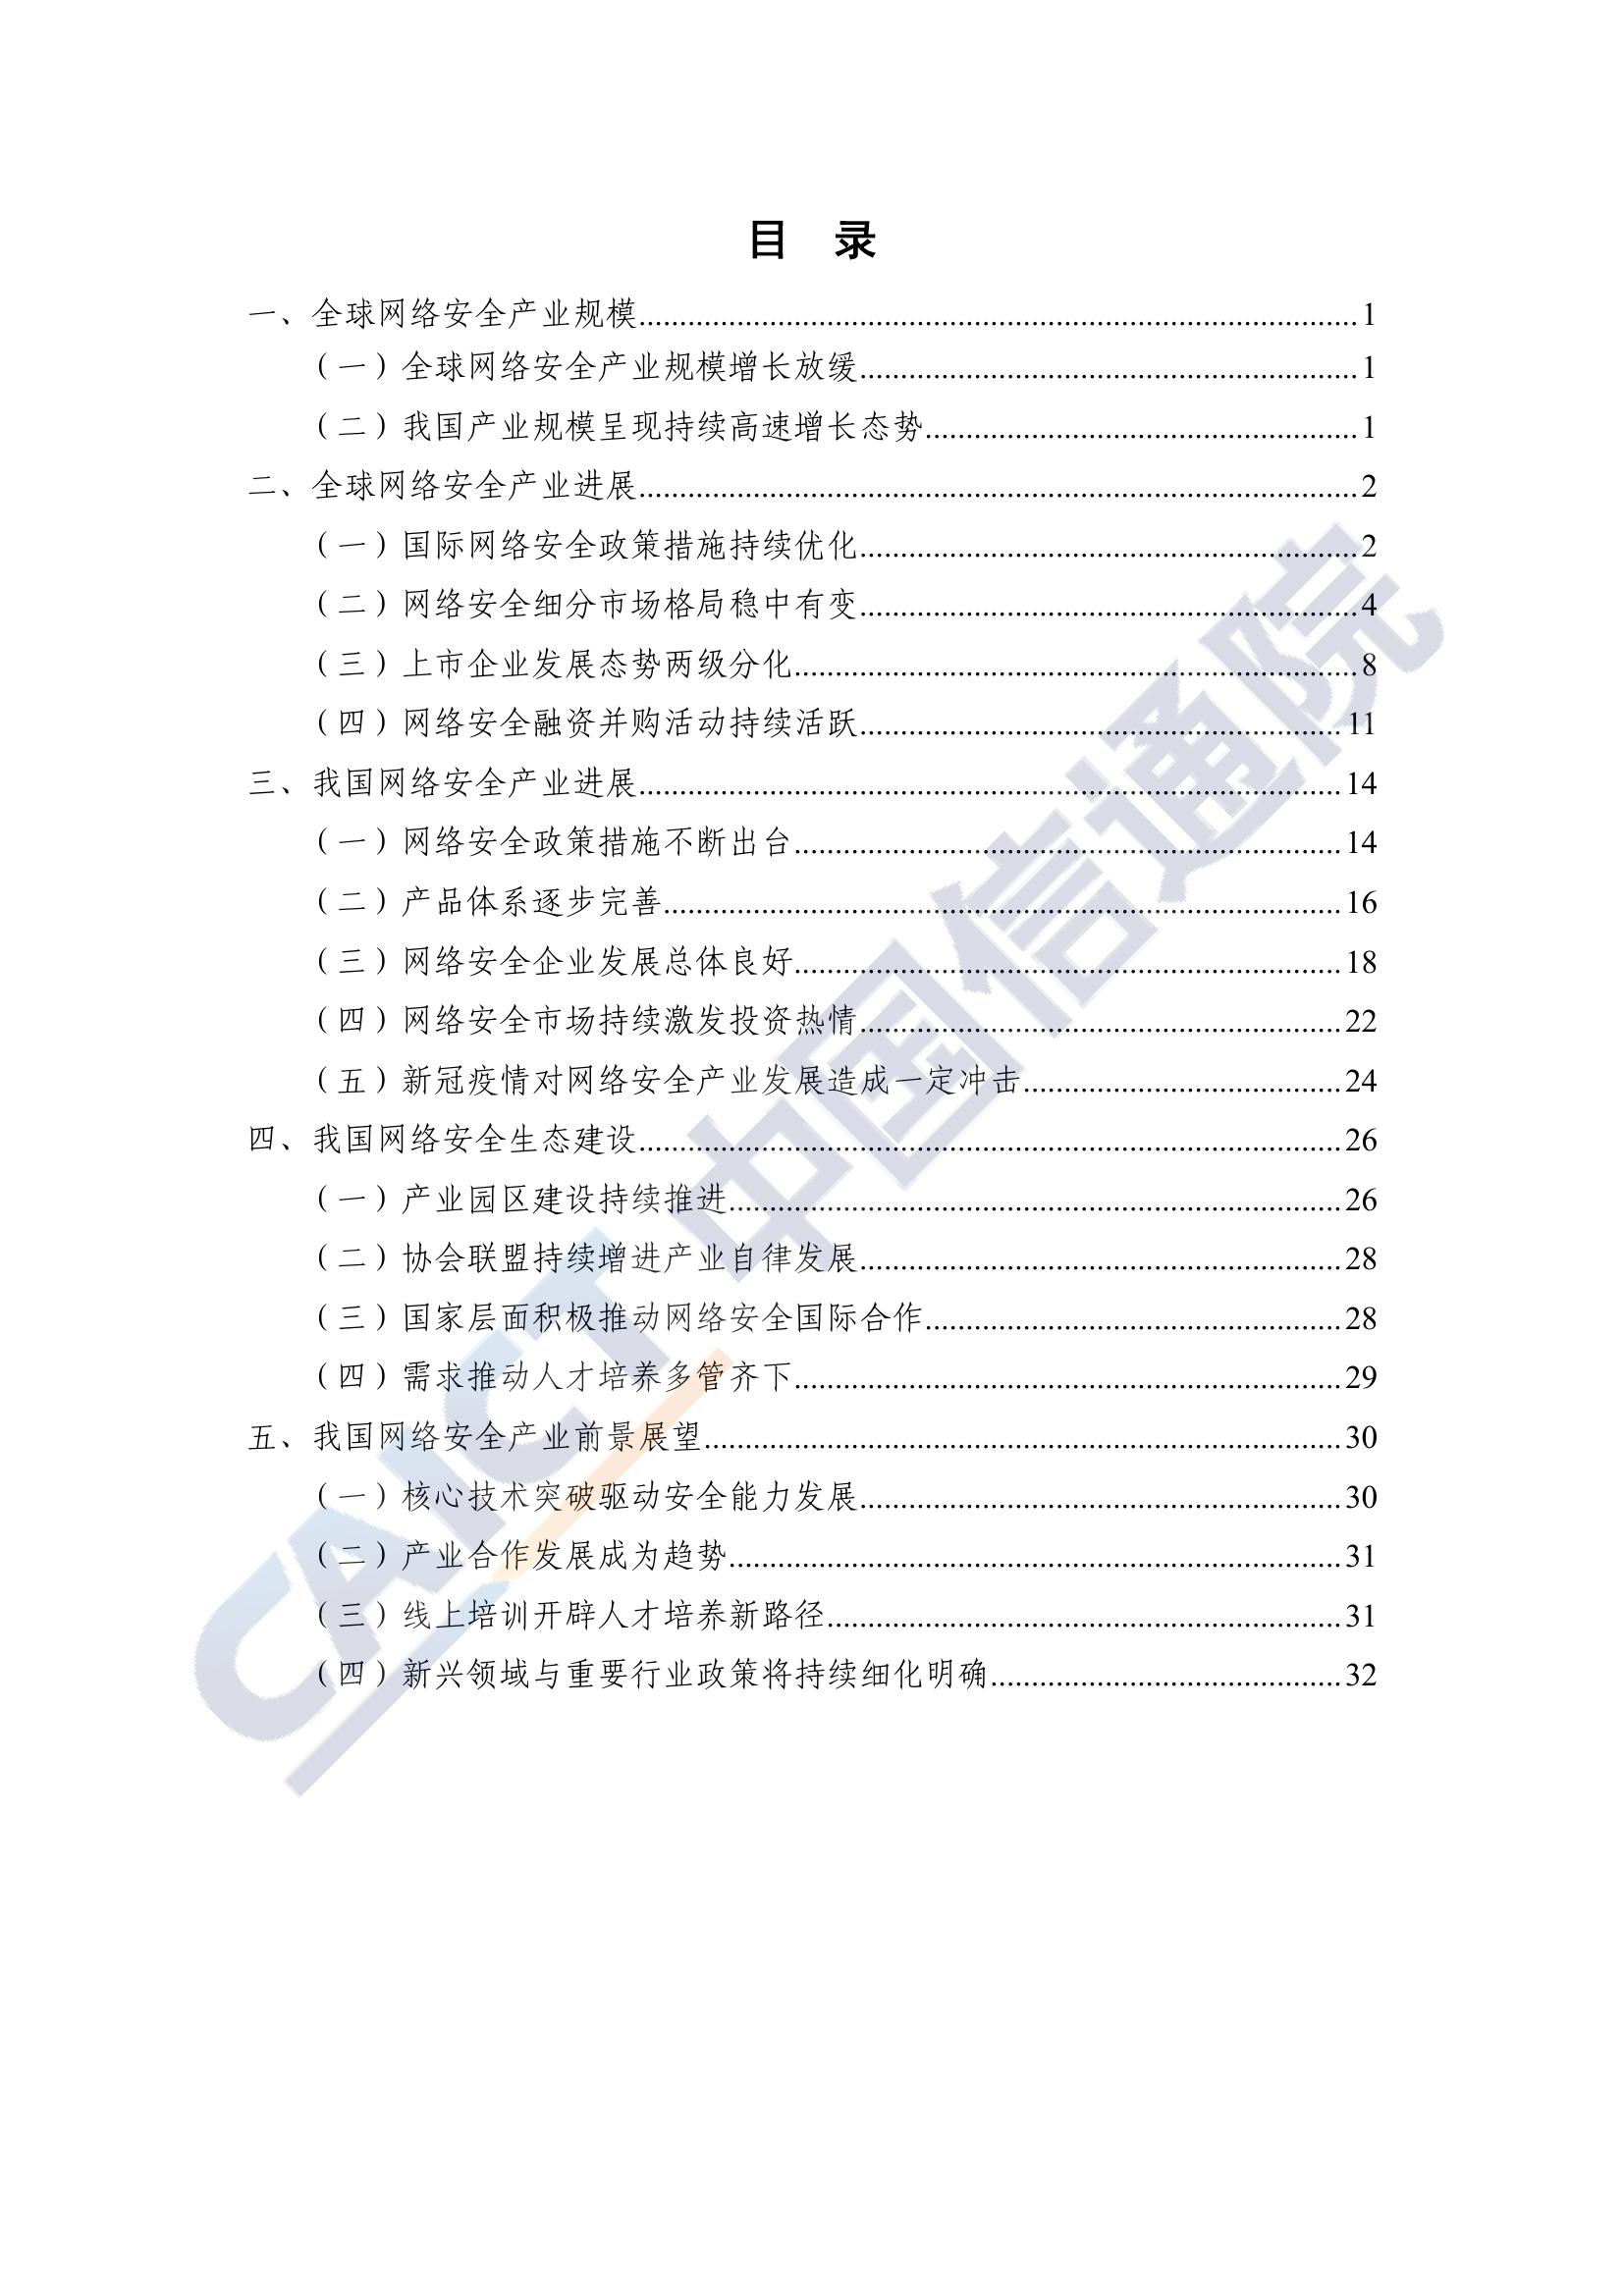 目 录
一、全球网络安全产业规模........................1
（一）全球网络安全产业规模增长放缓........................1
（二）我国产业规模呈现持续高速增长态势........................1
二、全球网络安全产业进展........................2
（一）国际网络安全政策措施持续优化........................2
（二）网络安全细分市场格局稳中有变........................4
（三）上市企业发展态势两级分化........................8
（四）网络安全融资并购活动持续活跃........................11
三、我国网络安全产业进展........................14
（一）网络安全政策措施不断出台........................14
（二）产品体系逐步完善........................16
（三）网络安全企业发展总体良好........................18
（四）网络安全市场持续激发投资热情........................22
（五）新冠疫情对网络安全产业发展造成一定冲击........................24
四、我国网络安全生态建设........................26
（一）产业园区建设持续推进........................26
（二）协会联盟持续增进产业自律发展........................28
（三）国家层面积极推动网络安全国际合作........................28
（四）需求推动人才培养多管齐下........................29
五、我国网络安全产业前景展望........................30
（一）核心技术突破驱动安全能力发展........................30
（二）产业合作发展成为趋势........................31
（三）线上培训开辟人才培养新路径........................31
（四）新兴领域与重要行业政策将持续细化明确........................32
CAICT 中国信通院